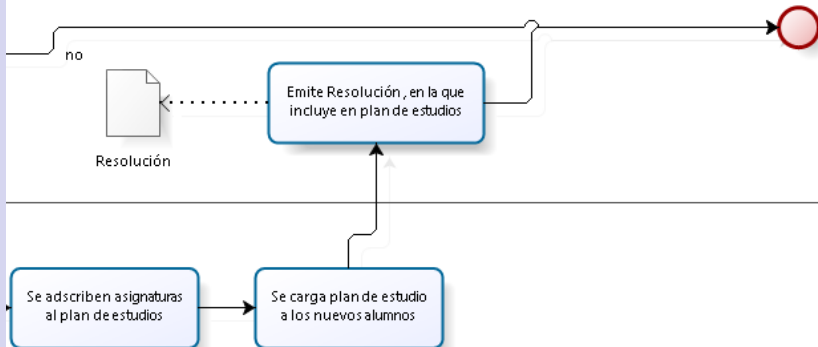 no
Emite Resolución, en la que
incluye en plan de estudios
Resolución
Se adscriben asignaturas
al plan de estudios
Se carga plan de estudio
a los nuevos alumnos